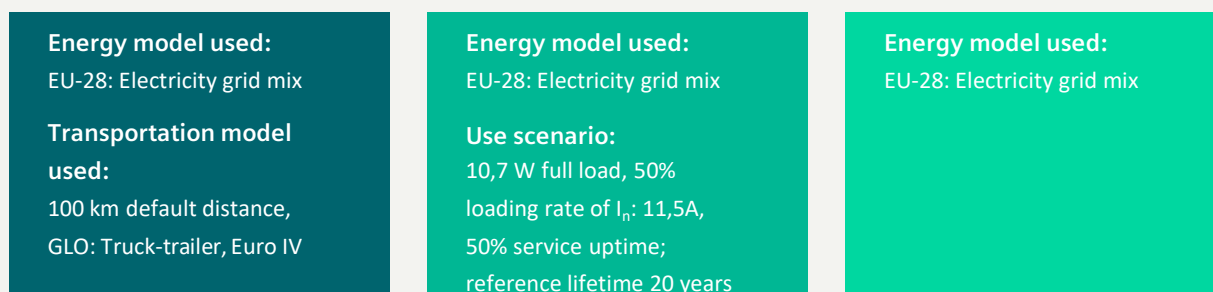 Energy model used:
EU-28: Electricity grid mix
Transportation model
used:
100 km default distance,
GLO: Truck-trailer, Euro IV
Energy model used:
EU-28: Electricity grid mix
Use scenario:
10,7 W full load, 50%
loading rate of Iₙ: 11,5A,
50% service uptime;
reference lifetime 20 years
Energy model used:
EU-28: Electricity grid mix